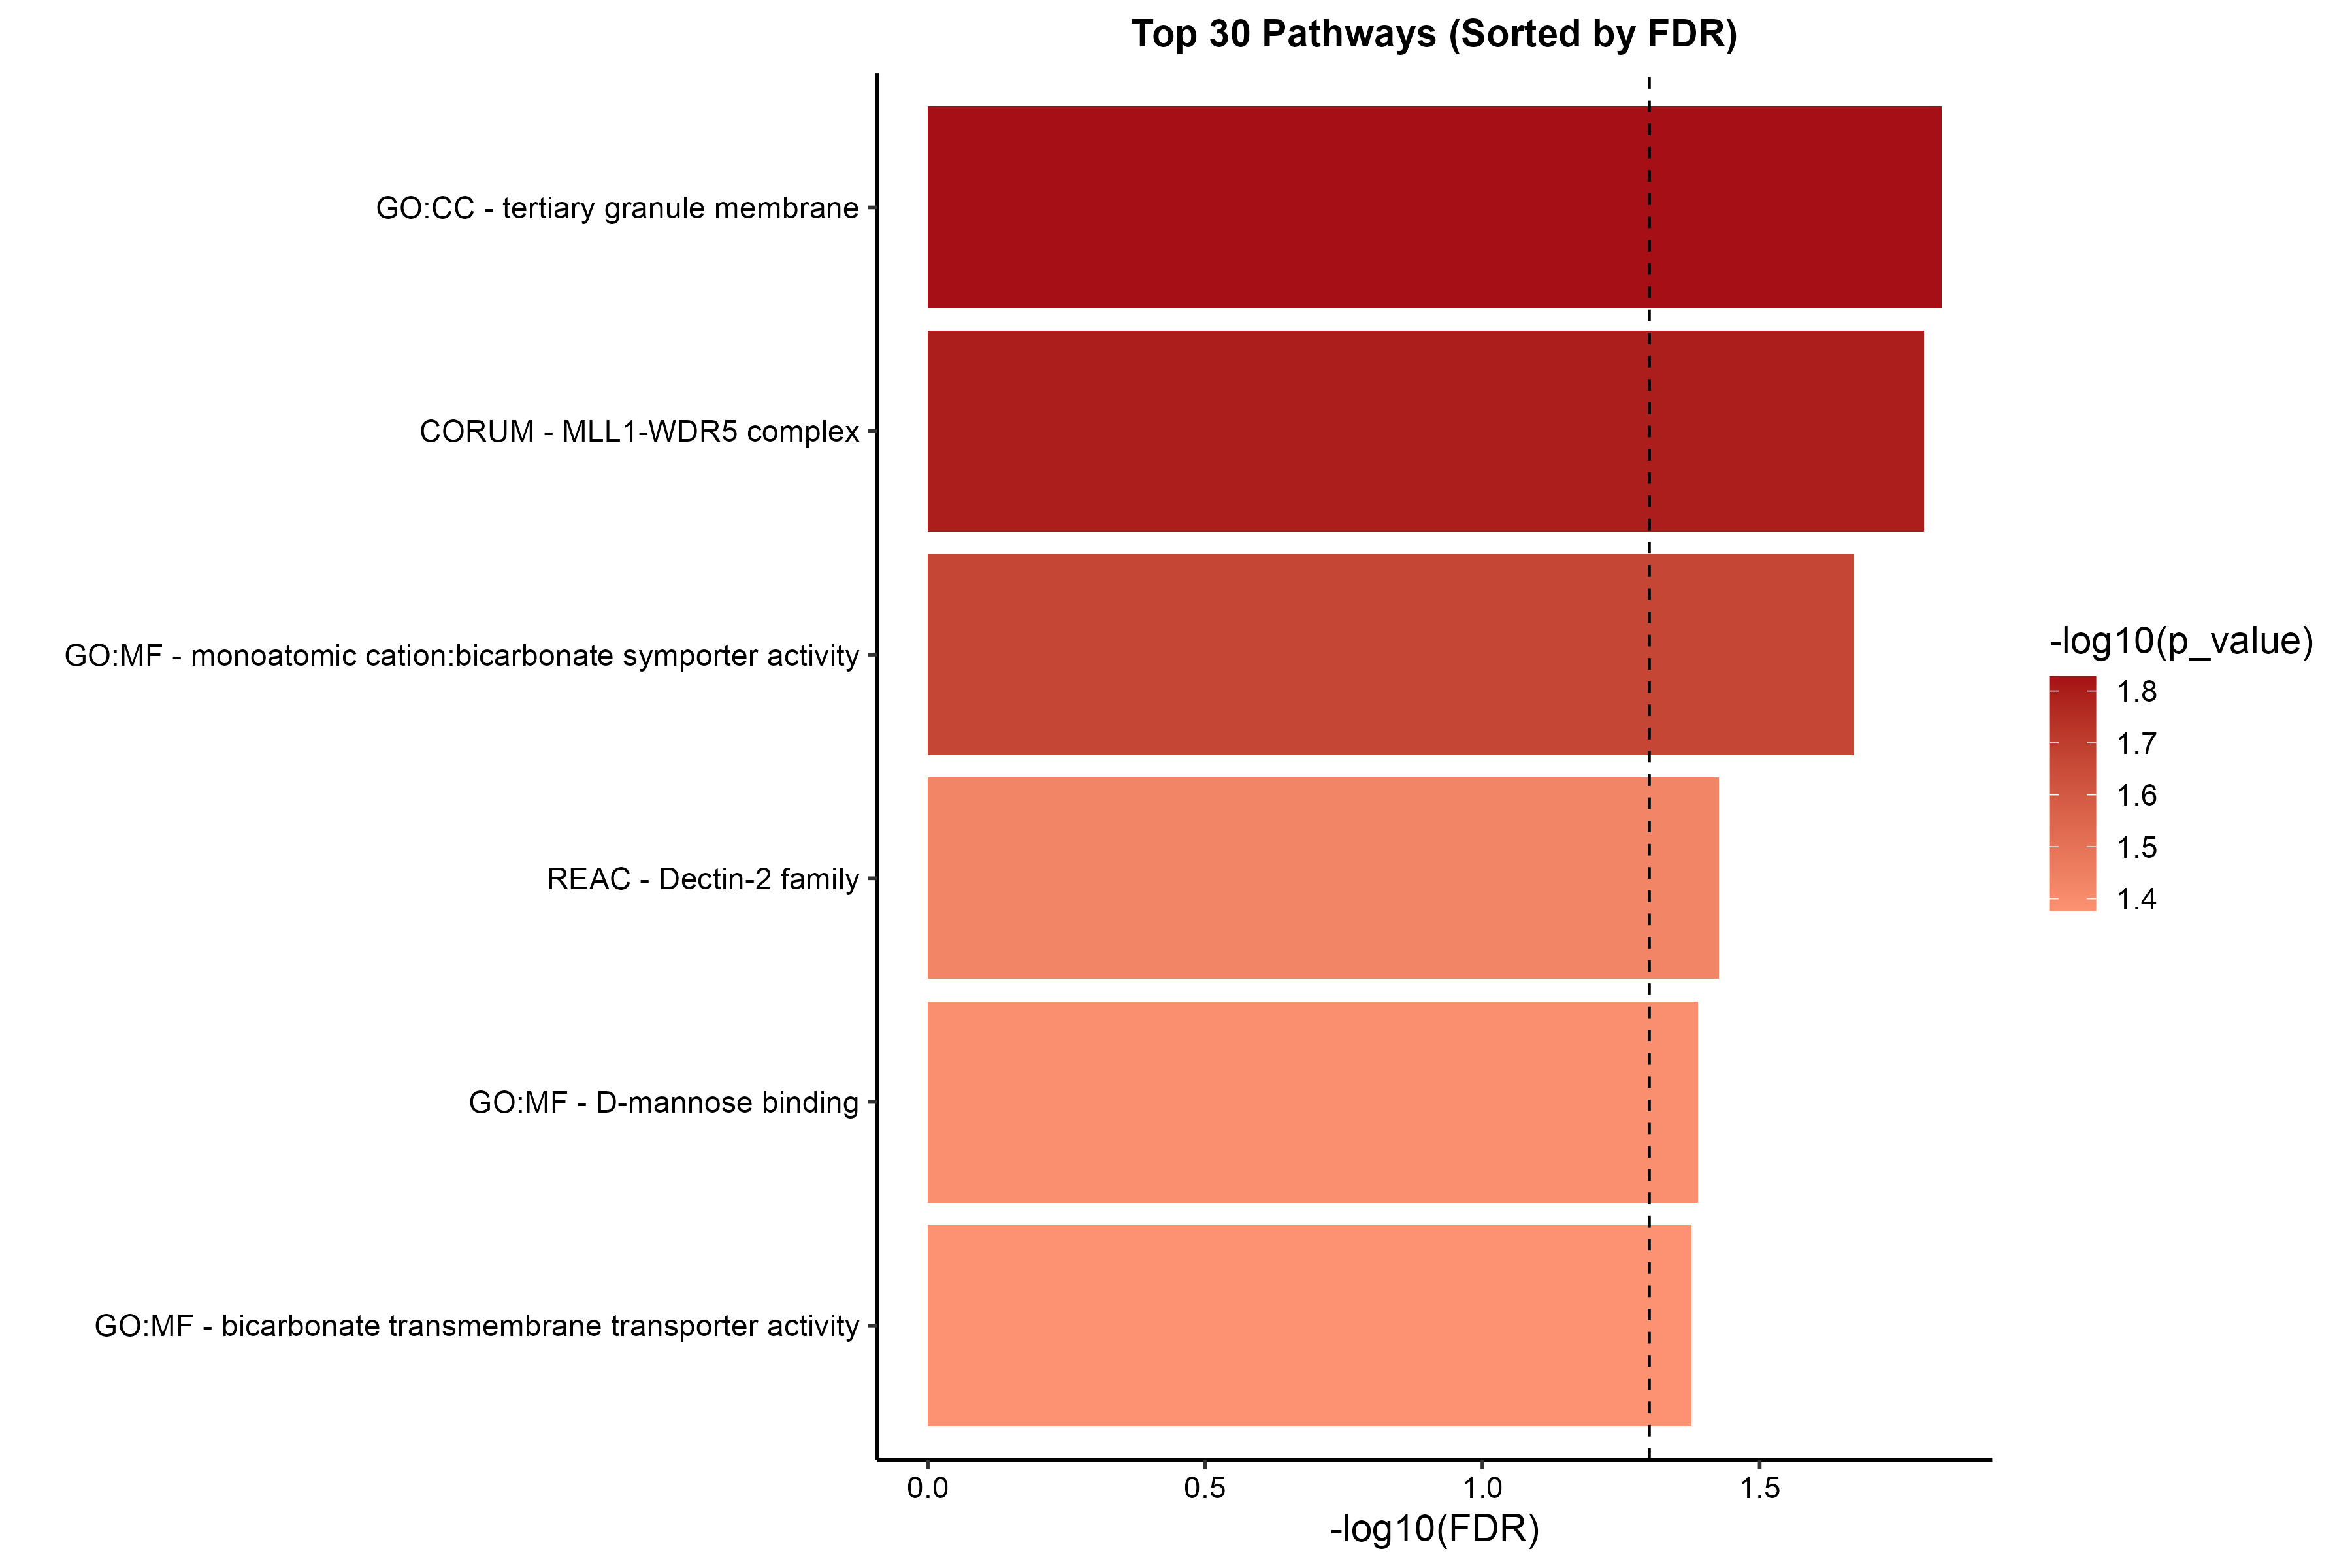 Top 30 Pathways (Sorted by FDR)
GO:CC - tertiary granule membrane
CORUM - MLL1-WDR5 complex
GO:MF - monoatomic cation:bicarbonate symporter activity
REAC - Dectin-2 family
GO:MF - D-mannose binding
GO:MF - bicarbonate transmembrane transporter activity
0.0 0.5 1.0 1.5
-log10(FDR)
-log10(p_value)
1.8
1.7
1.6
1.5
1.4